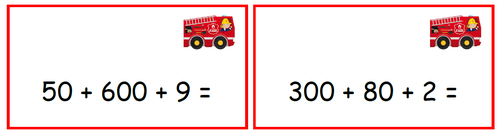 50 + 600 + 9 =
300 + 80 + 2 =